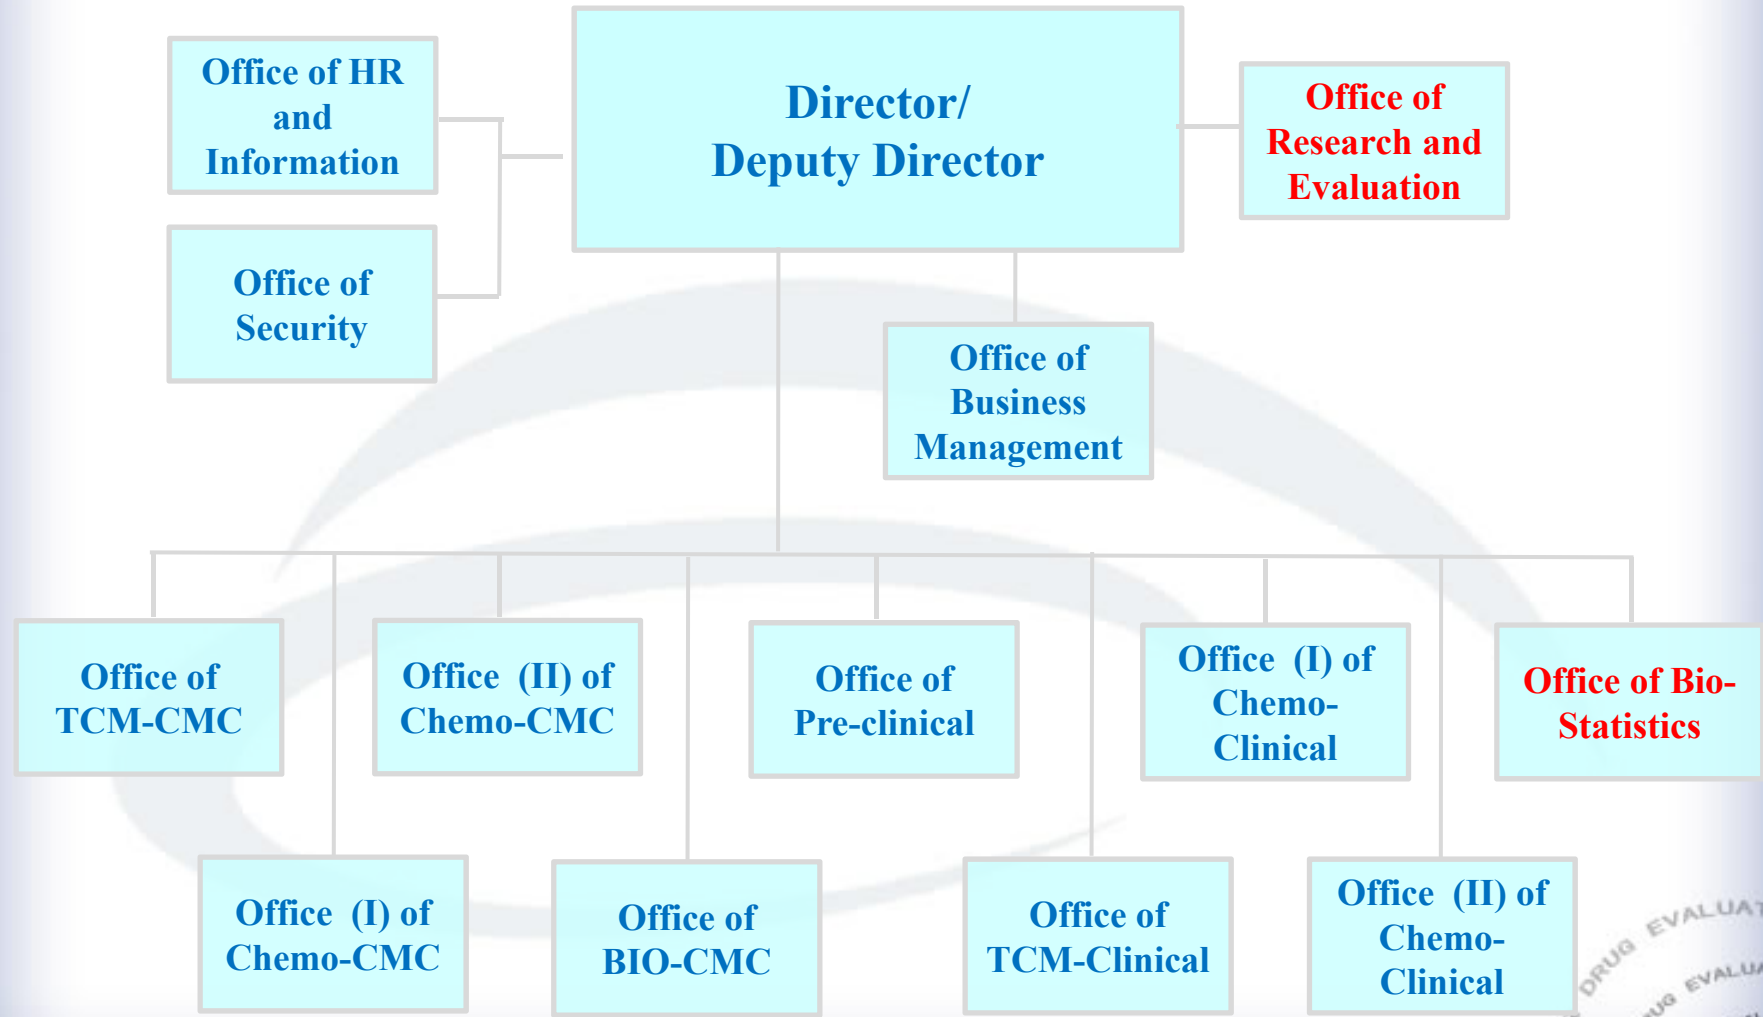 Office of HR
and
Information
Director/
Deputy Director
Office of
Research and
Evaluation
Office of
Security
Office of
Business
Management
Office of
TCM-CMC
Office (II) of
Chemo-CMC
Office of
Pre-clinical
Office (I) of
Chemo-
Clinical
Office of Bio-
Statistics
Office (I) of
Chemo-CMC
Office of
BIO-CMC
Office of
TCM-Clinical
Office (II) of
Chemo-
Clinical
DRUG EVALUAT